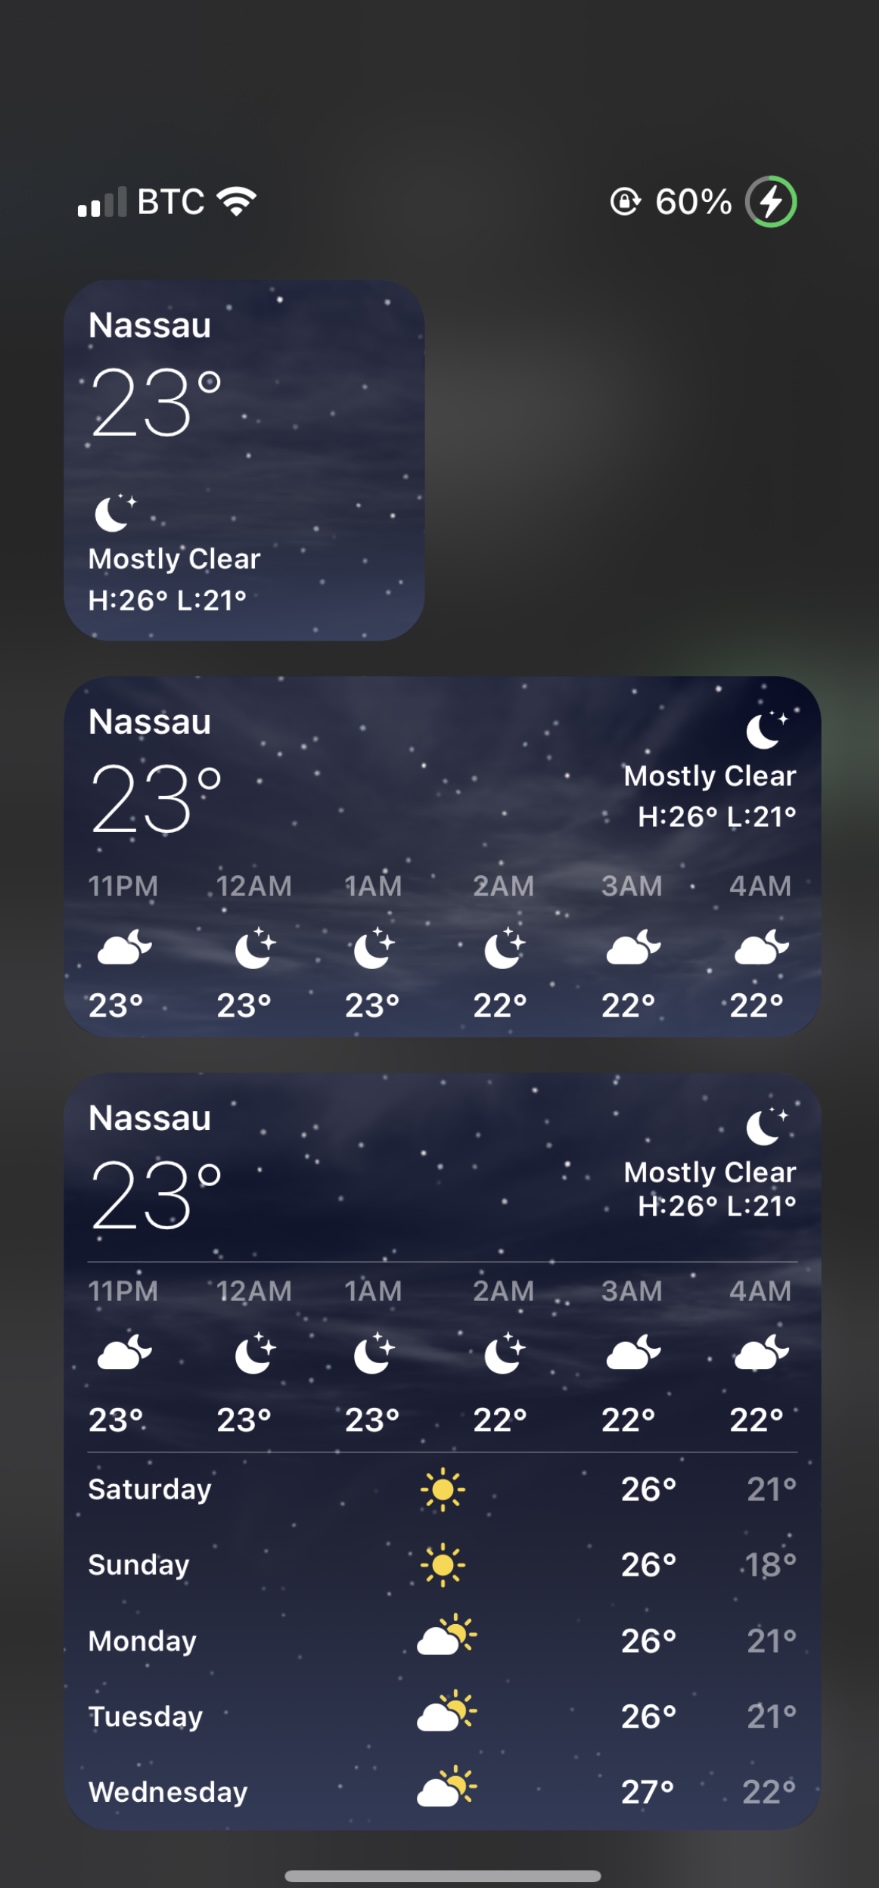 BTC 60%
Nassau
23°
Mostly Clear
H:26° L:21°
Nassau
23°
Mostly Clear
H:26° L:21°
11PM 12AM 1AM 2AM 3AM 4AM
23° 23° 23° 22° 22° 22°
Nassau
23°
Mostly Clear
H:26° L:21°
11PM 12AM 1AM 2AM 3AM 4AM
23° 23° 23° 22° 22° 22°
Saturday 26° 21°
Sunday 26° 18°
Monday 26° 21°
Tuesday 26° 21°
Wednesday 27° 22°